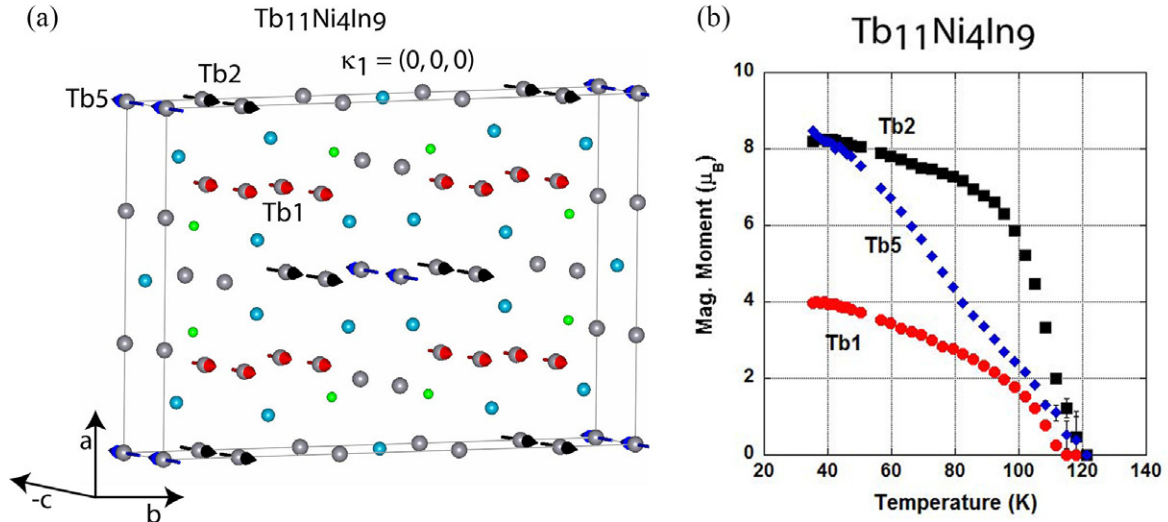 (a)
Tb11Ni4In9
κ1 = (0, 0, 0)
Tb2
Tb5
Tb1
a
-c
b
(b)
Tb11Ni4In9
10
8
6
4
2
0
Mag. Moment (μB)
Tb2
Tb5
Tb1
20
40
60
80
100
120
140
Temperature (K)